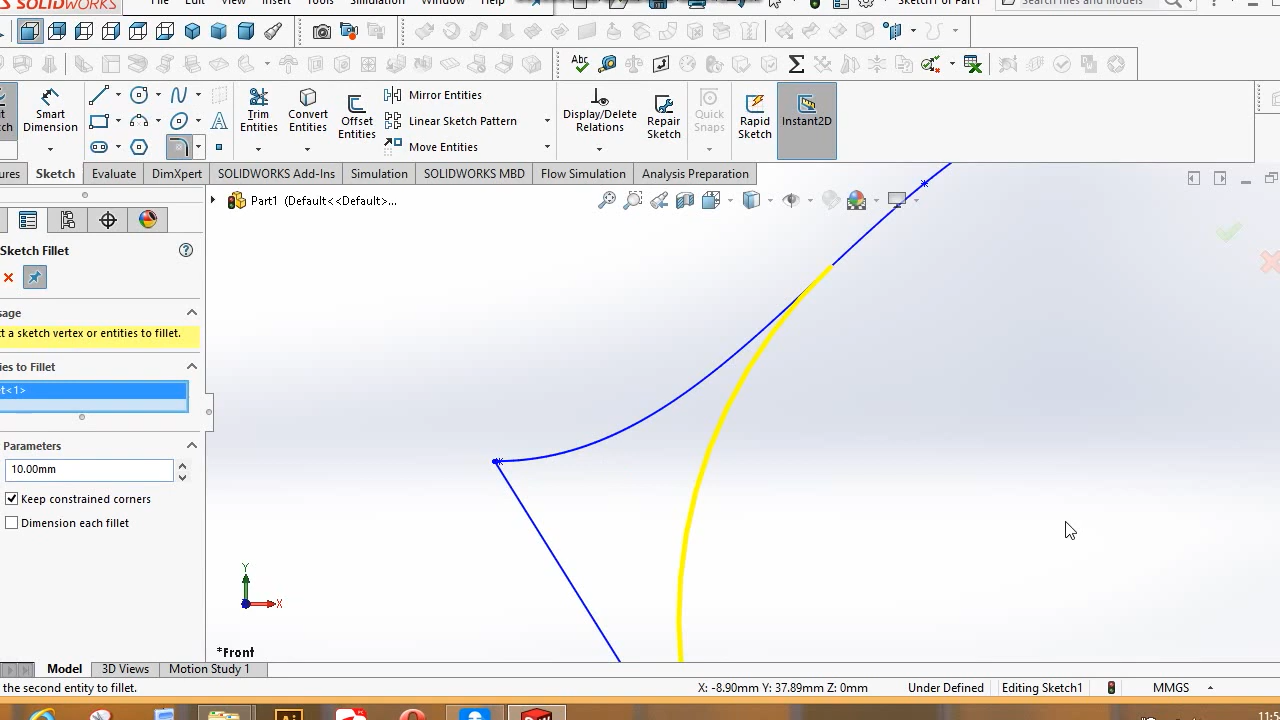 SOLIDWORKS
File Edit View Insert Tools Simulation Window Help
Sketch1 of Part1
Search files and models
Smart Dimension
Trim Entities
Convert Entities
Offset Entities
Mirror Entities
Linear Sketch Pattern
Move Entities
Display/Delete Relations
Repair Sketch
Quick Snaps
Rapid Sketch
Instant2D
ures Sketch Evaluate DimXpert SOLIDWORKS Add-Ins Simulation SOLIDWORKS MBD Flow Simulation Analysis Preparation
Part1 (Default<<Default>...
Sketch Fillet
sage
t a sketch vertex or entities to fillet.
ies to Fillet
t<1>
Parameters
10.00mm
Keep constrained corners
Dimension each fillet
Y
X
*Front
Model 3D Views Motion Study 1
the second entity to fillet.
X: -8.90mm Y: 37.89mm Z: 0mm
Under Defined
Editing Sketch1
MMGS
Ai